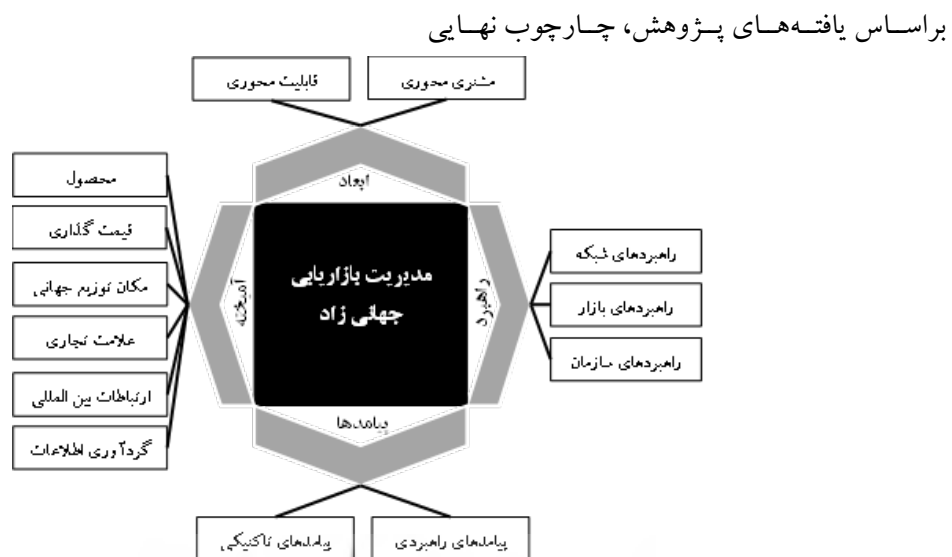 براساس یافته‌های پژوهش، چارچوب نهایی
مشتری محوری
قابلیت محوری
ابعاد
محصول
قیمت گذاری
مکان توزیع جهانی
علامت تجاری
ارتباطات بین المللی
گردآوری اطلاعات
آمیخته
مدیریت بازاریابی
جهانی زاد
راهبرد
راهبردهای شبکه
راهبردهای بازار
راهبردهای سازمان
پیامدها
پیامدهای راهبردی
پیامدهای تاکتیکی